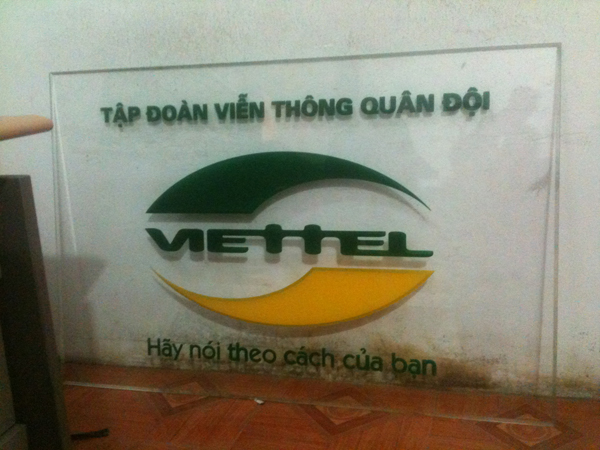 TẬP ĐOÀN VIỄN THÔNG QUÂN ĐỘI
VIETTEL
Hãy nói theo cách của bạn